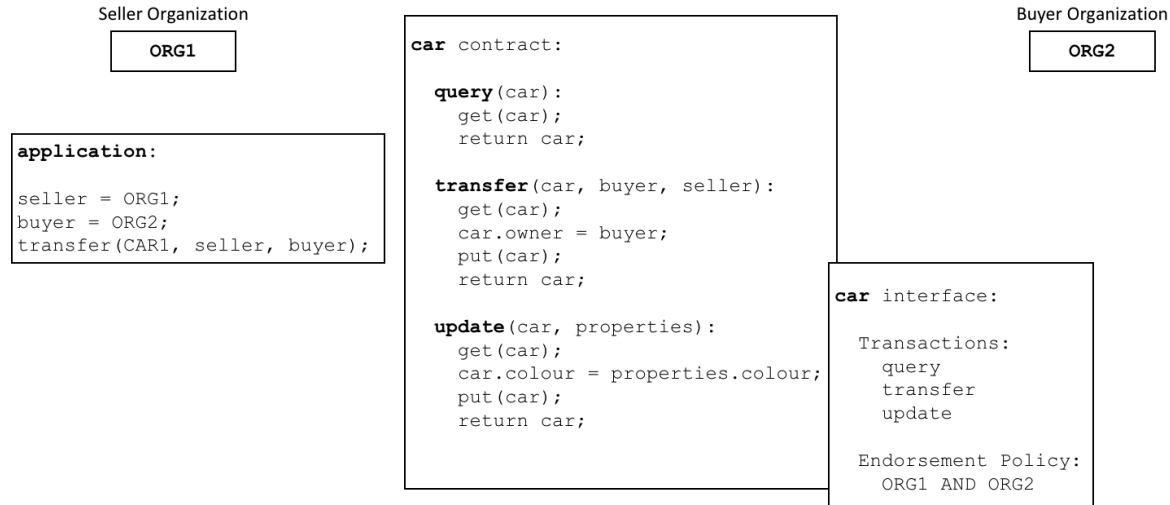 Seller Organization
ORG1
application:
seller = ORG1;
buyer = ORG2;
transfer(CAR1, seller, buyer);
car contract:
query(car):
get(car);
return car;
transfer(car, buyer, seller):
get(car);
car.owner = buyer;
put(car);
return car;
update(car, properties):
get(car);
car.colour = properties.colour;
put(car);
return car;
Buyer Organization
ORG2
car interface:
Transactions:
query
transfer
update
Endorsement Policy:
ORG1 AND ORG2